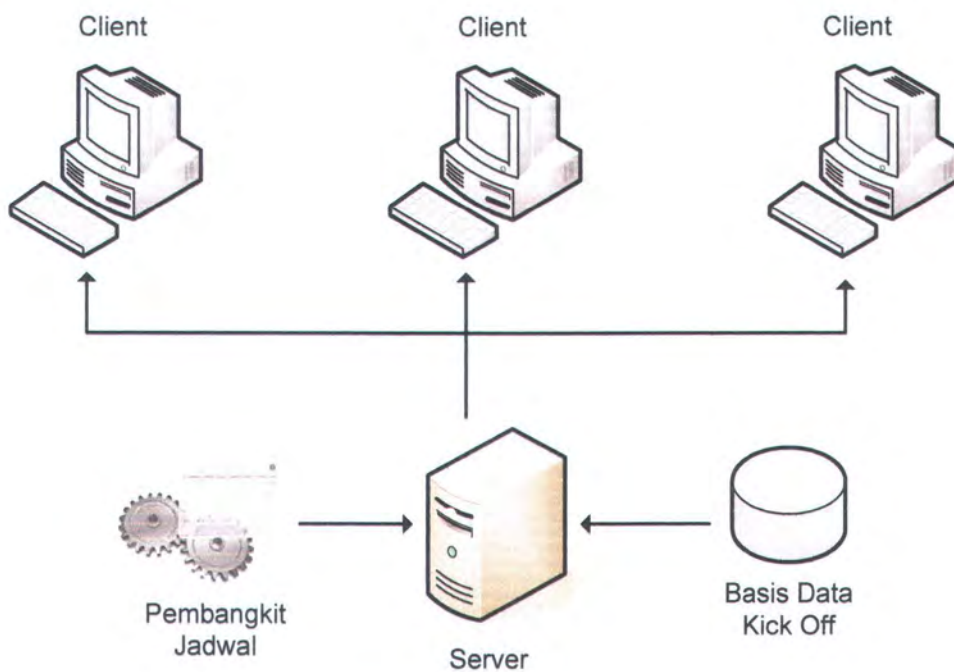 Client
Client
Client
Pembangkit
Jadwal
Server
Basis Data
Kick Off